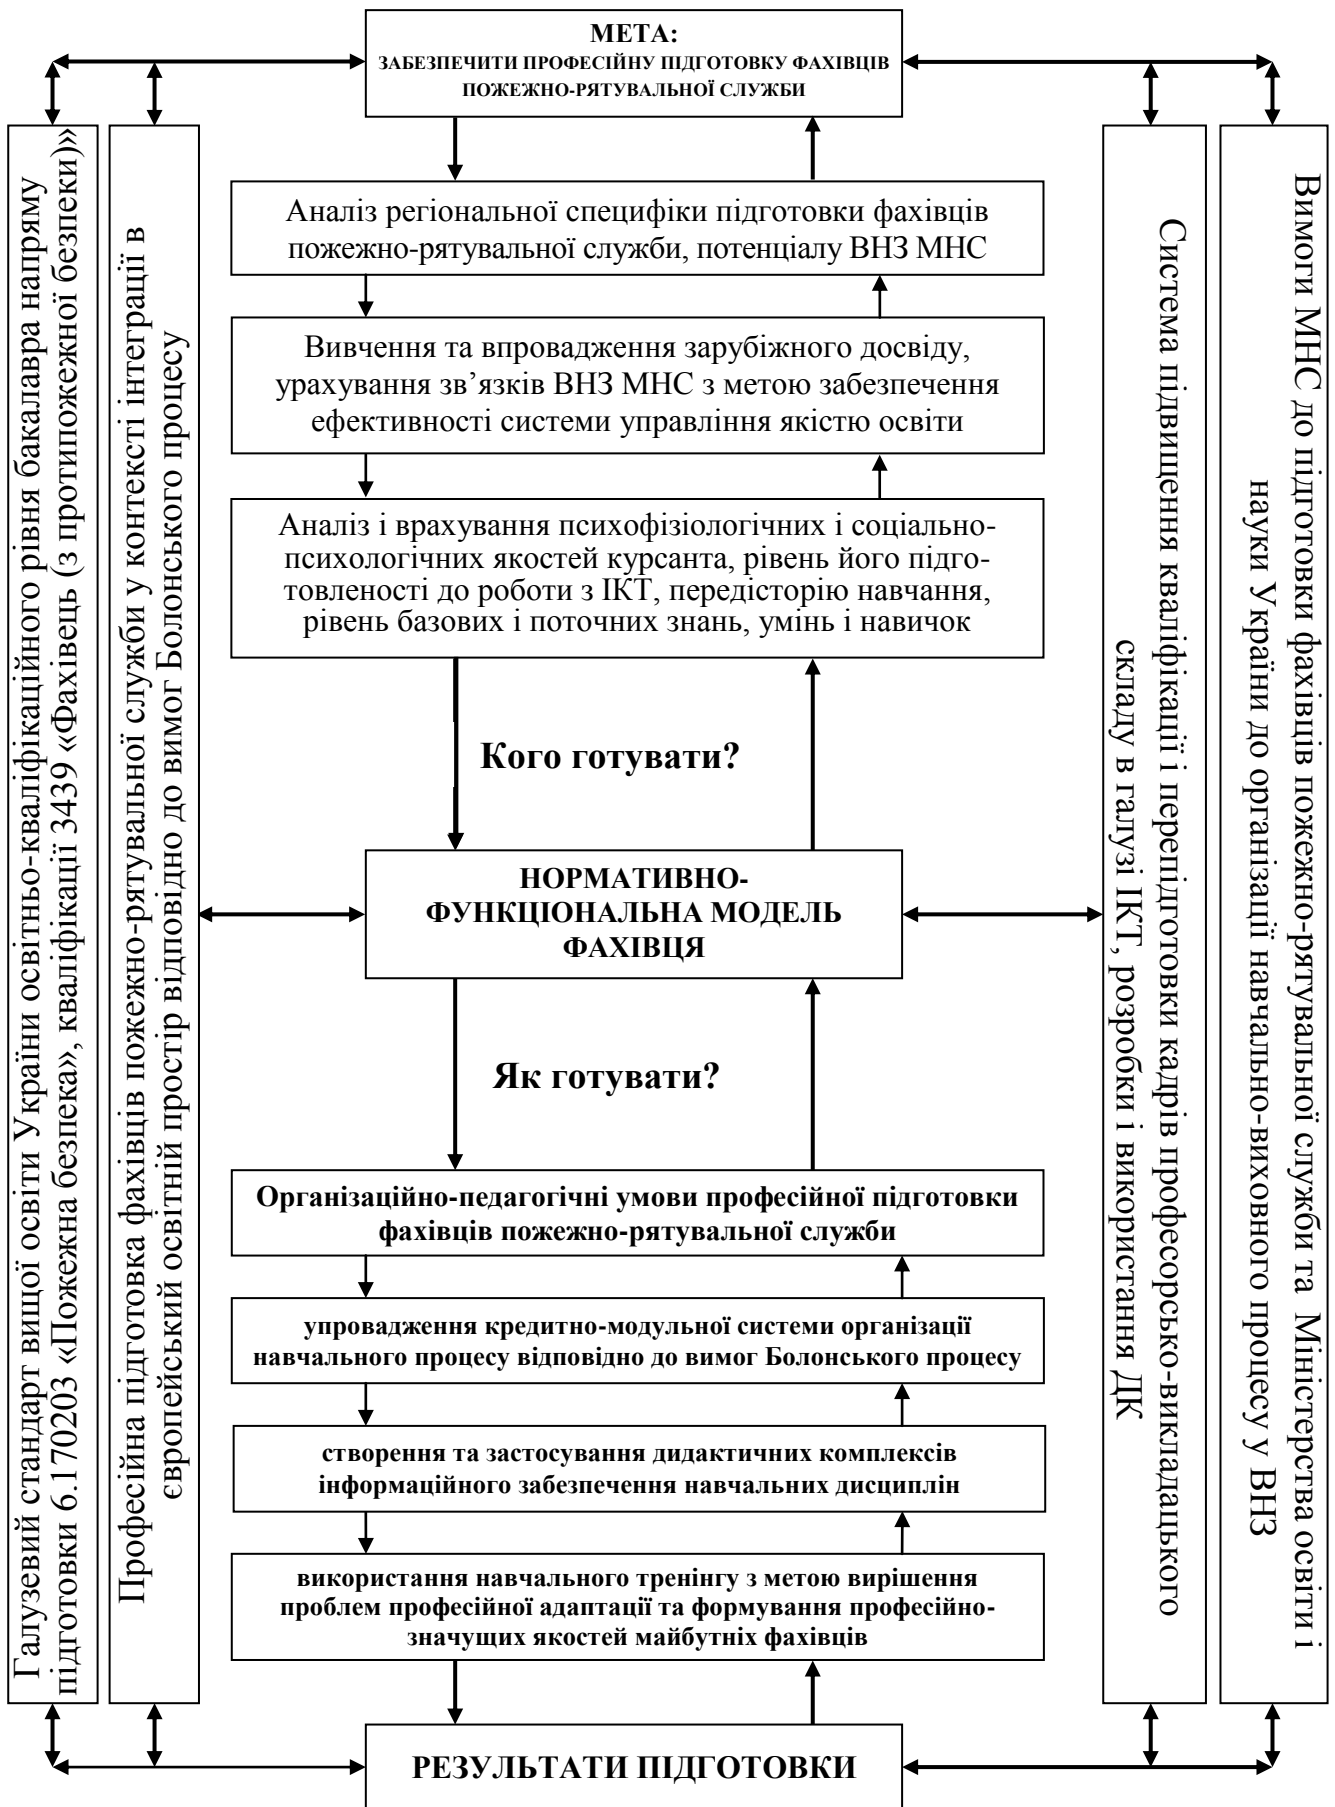 МЕТА:
ЗАБЕЗПЕЧИТИ ПРОФЕСІЙНУ ПІДГОТОВКУ ФАХІВЦІВ
ПОЖЕЖНО-РЯТУВАЛЬНОЇ СЛУЖБИ
Галузевий стандарт вищої освіти України освітньо-кваліфікаційного рівня бакалавра напряму
підготовки 6.170203 «Пожежна безпека», кваліфікації 3439 «Фахівець (з протипожежної безпеки)»
Професійна підготовка фахівців пожежно-рятувальної служби у контексті інтеграції в
європейський освітній простір відповідно до вимог Болонського процесу
Аналіз регіональної специфіки підготовки фахівців
пожежно-рятувальної служби, потенціалу ВНЗ МНС
Вивчення та впровадження зарубіжного досвіду,
урахування зв’язків ВНЗ МНС з метою забезпечення
ефективності системи управління якістю освіти
Аналіз і врахування психофізіологічних і соціально-
психологічних якостей курсанта, рівень його підго-
товленості до роботи з ІКТ, передісторію навчання,
рівень базових і поточних знань, умінь і навичок
Кого готувати?
НОРМАТИВНО-
ФУНКЦІОНАЛЬНА МОДЕЛЬ
ФАХІВЦЯ
Як готувати?
Організаційно-педагогічні умови професійної підготовки
фахівців пожежно-рятувальної служби
упровадження кредитно-модульної системи організації
навчального процесу відповідно до вимог Болонського процесу
створення та застосування дидактичних комплексів
інформаційного забезпечення навчальних дисциплін
використання навчального тренінгу з метою вирішення
проблем професійної адаптації та формування професійно-
значущих якостей майбутніх фахівців
РЕЗУЛЬТАТИ ПІДГОТОВКИ
Система підвищення кваліфікації і перепідготовки кадрів професорсько-викладацького
складу в галузі ІКТ, розробки і використання ДК
Вимоги МНС до підготовки фахівців пожежно-рятувальної служби та Міністерства освіти і
науки України до організації навчально-виховного процесу у ВНЗ